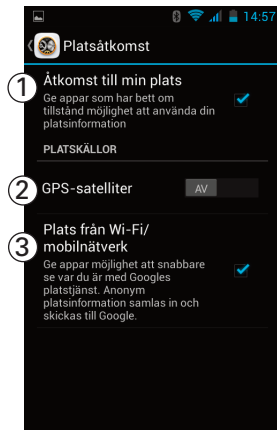 14:57
Platsåtkomst
1
Åtkomst till min plats
Ge appar som har bett om
tillstånd möjlighet att använda din
platsinformation
PLATSKÄLLOR
2
GPS-satelliter
AV
3
Plats från Wi-Fi/
mobilnätverk
Ge appar möjlighet att snabbare
se var du är med Googles
platstjänst. Anonym
platsinformation samlas in och
skickas till Google.